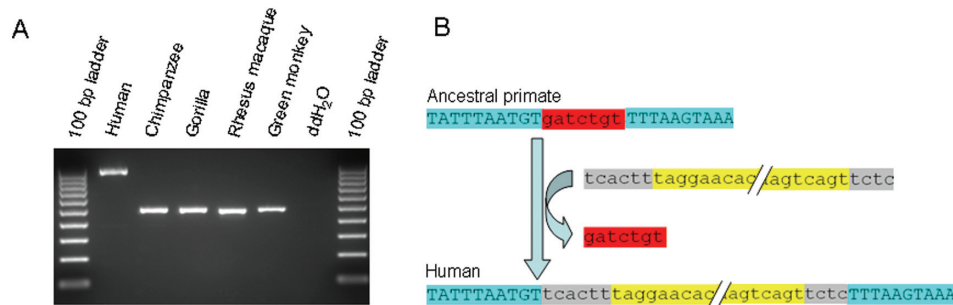 A
100 bp ladder
Human
Chimpanzee
Gorilla
Rhesus macaque
Green monkey
ddH2O
100 bp ladder
B
Ancestral primate
TATTTAATGTgatctgtTTTAAGTAAA
tcactttaggaacac//agtcagttctc
gatctgt
Human
TATTTAATGTtcactttaggaacac//agtcagttctcTTTAAGTAAA